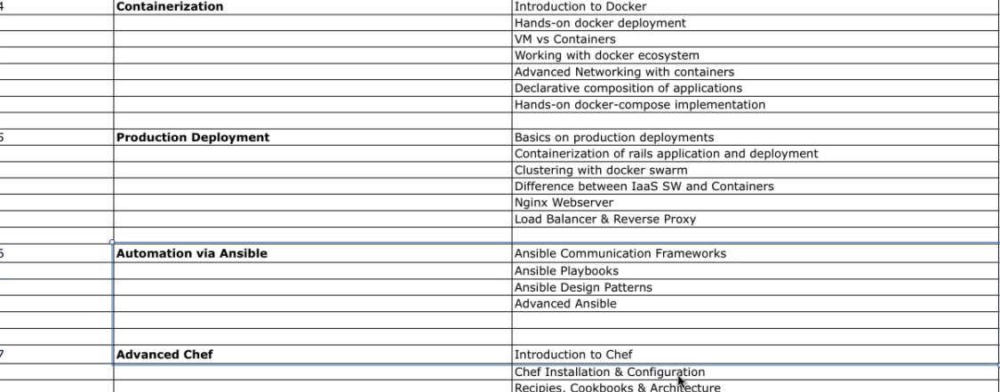 4 Containerization Introduction to Docker
Hands-on docker deployment
VM vs Containers
Working with docker ecosystem
Advanced Networking with containers
Declarative composition of applications
Hands-on docker-compose implementation
5 Production Deployment Basics on production deployments
Containerization of rails application and deployment
Clustering with docker swarm
Difference between IaaS SW and Containers
Nginx Webserver
Load Balancer & Reverse Proxy
6 Automation via Ansible Ansible Communication Frameworks
Ansible Playbooks
Ansible Design Patterns
Advanced Ansible
7 Advanced Chef Introduction to Chef
Chef Installation & Configuration
Recipies, Cookbooks & Architecture